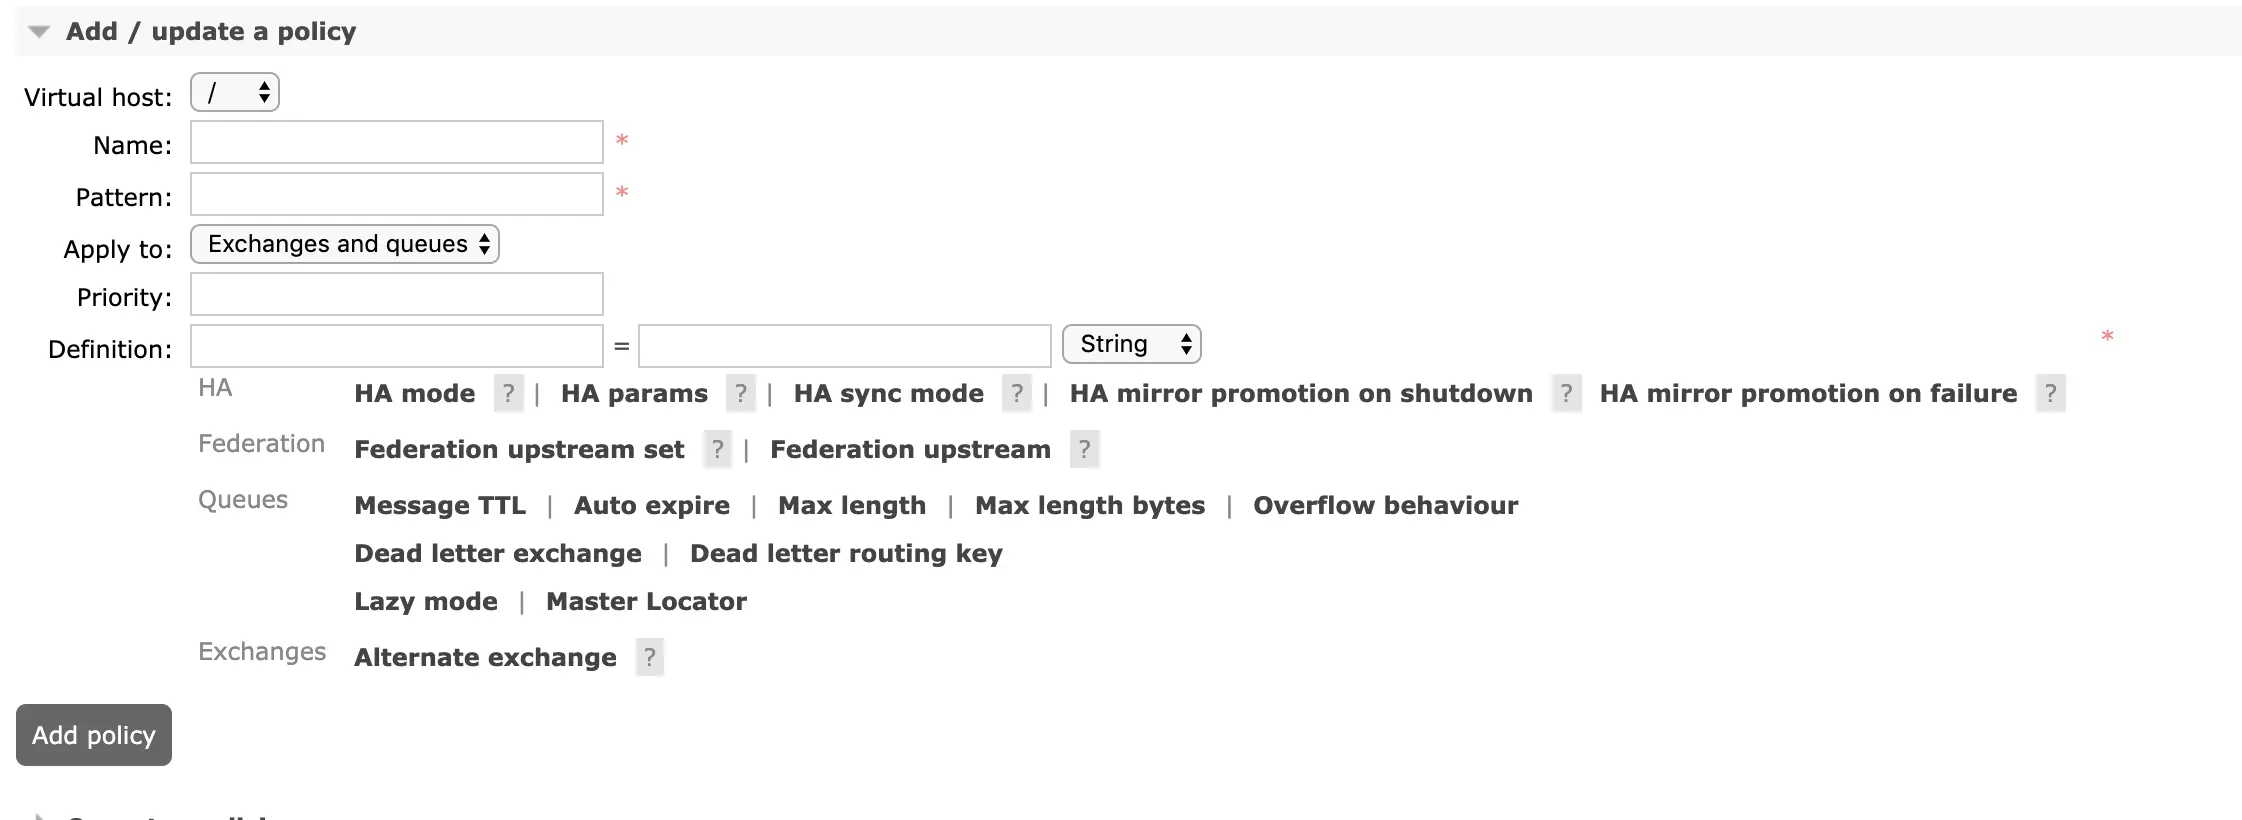 Add / update a policy
Virtual host: /
Name: *
Pattern: *
Apply to: Exchanges and queues
Priority:
Definition: = String *
HA HA mode ? | HA params ? | HA sync mode ? | HA mirror promotion on shutdown ? HA mirror promotion on failure ?
Federation Federation upstream set ? | Federation upstream ?
Queues Message TTL | Auto expire | Max length | Max length bytes | Overflow behaviour
Dead letter exchange | Dead letter routing key
Lazy mode | Master Locator
Exchanges Alternate exchange ?
Add policy